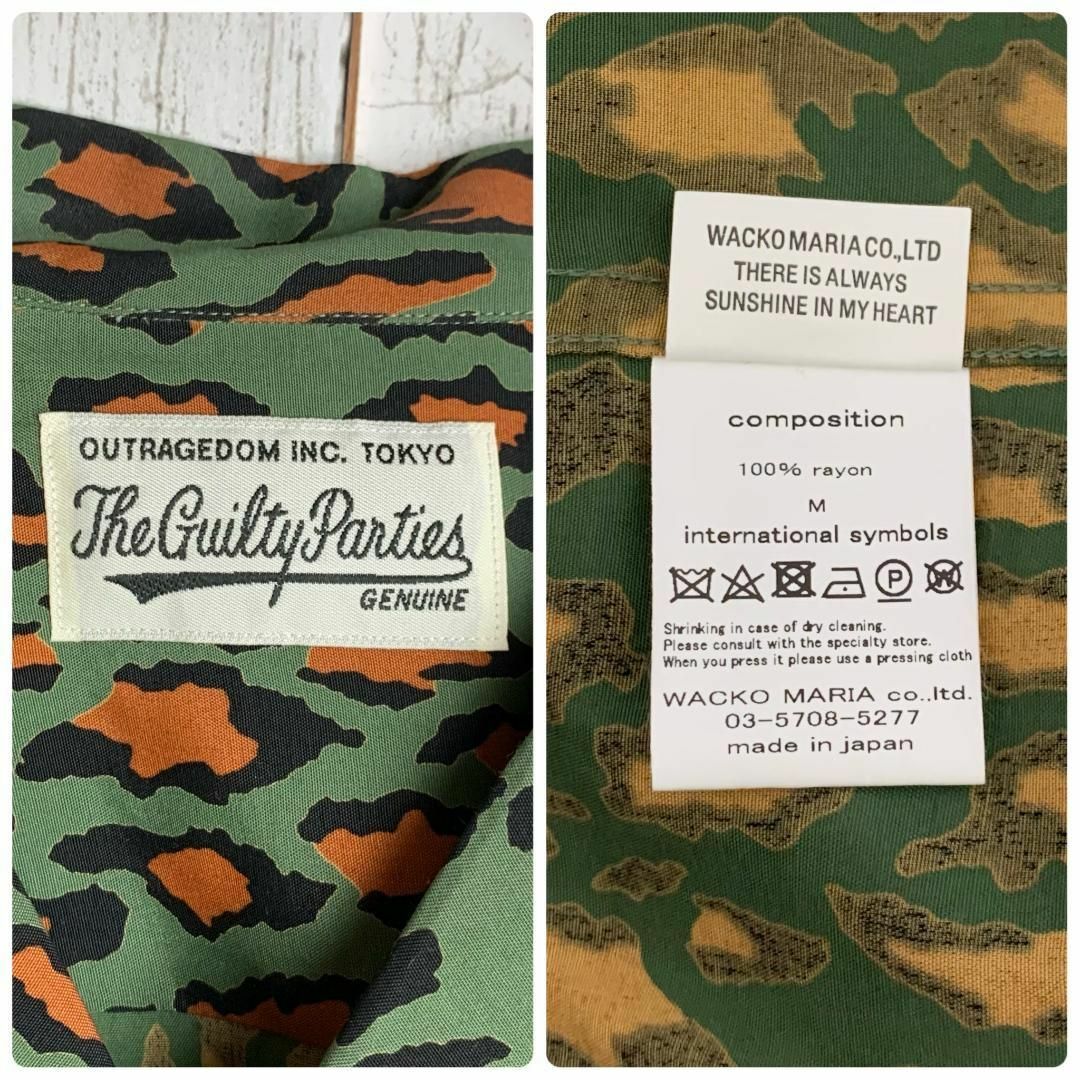 OUTRAGEDOM INC. TOKYO
The Guilty Parties
GENUINE
WACKO MARIA CO.,LTD
THERE IS ALWAYS
SUNSHINE IN MY HEART
composition
100% rayon
M
international symbols
P
W
Shrinking in case of dry cleaning.
Please consult with the specialty store.
When you press it please use a pressing cloth
WACKO MARIA co.,ltd.
03-5708-5277
made in japan